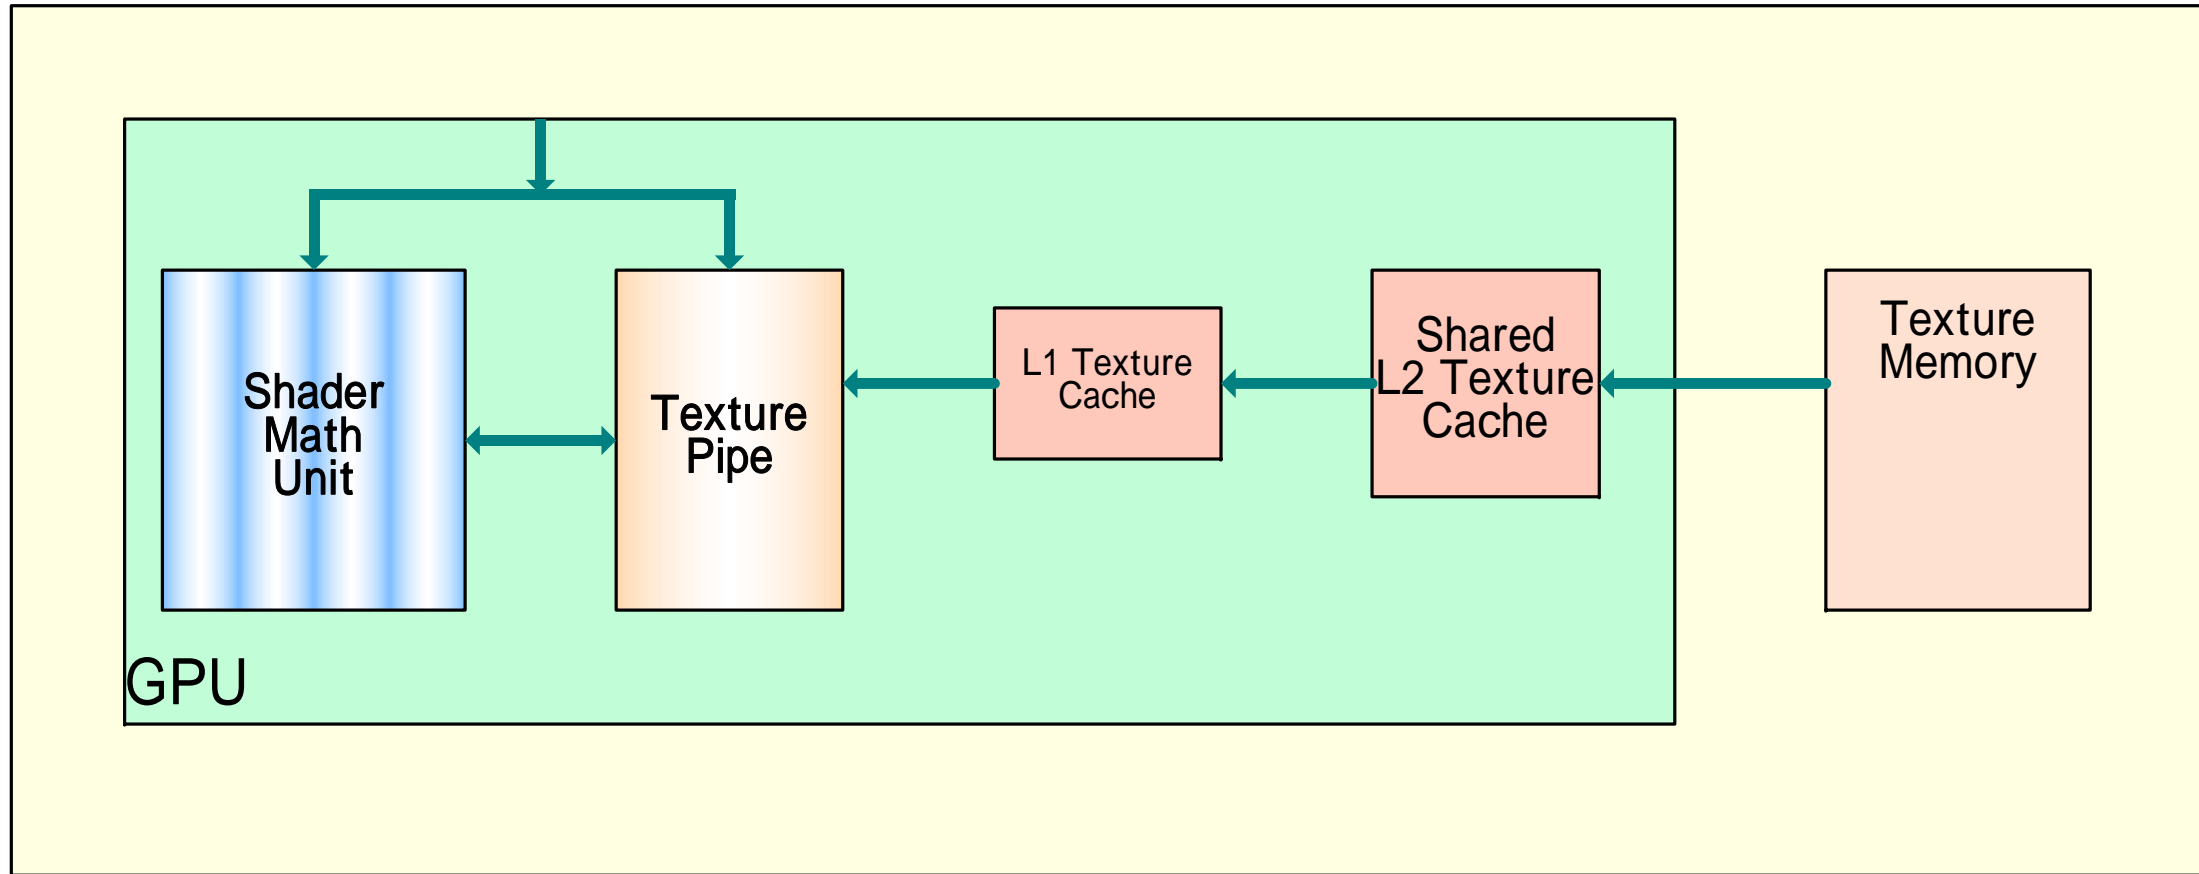 Shader
Math
Unit
Texture
Pipe
L1 Texture
Cache
Shared
L2 Texture
Cache
Texture
Memory
GPU